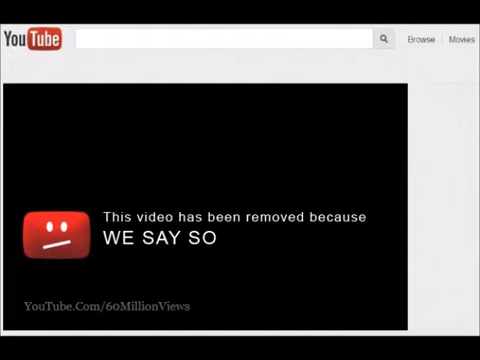 YouTube
Browse | Movies
This video has been removed because
WE SAY SO
YouTube.Com/60MillionViews